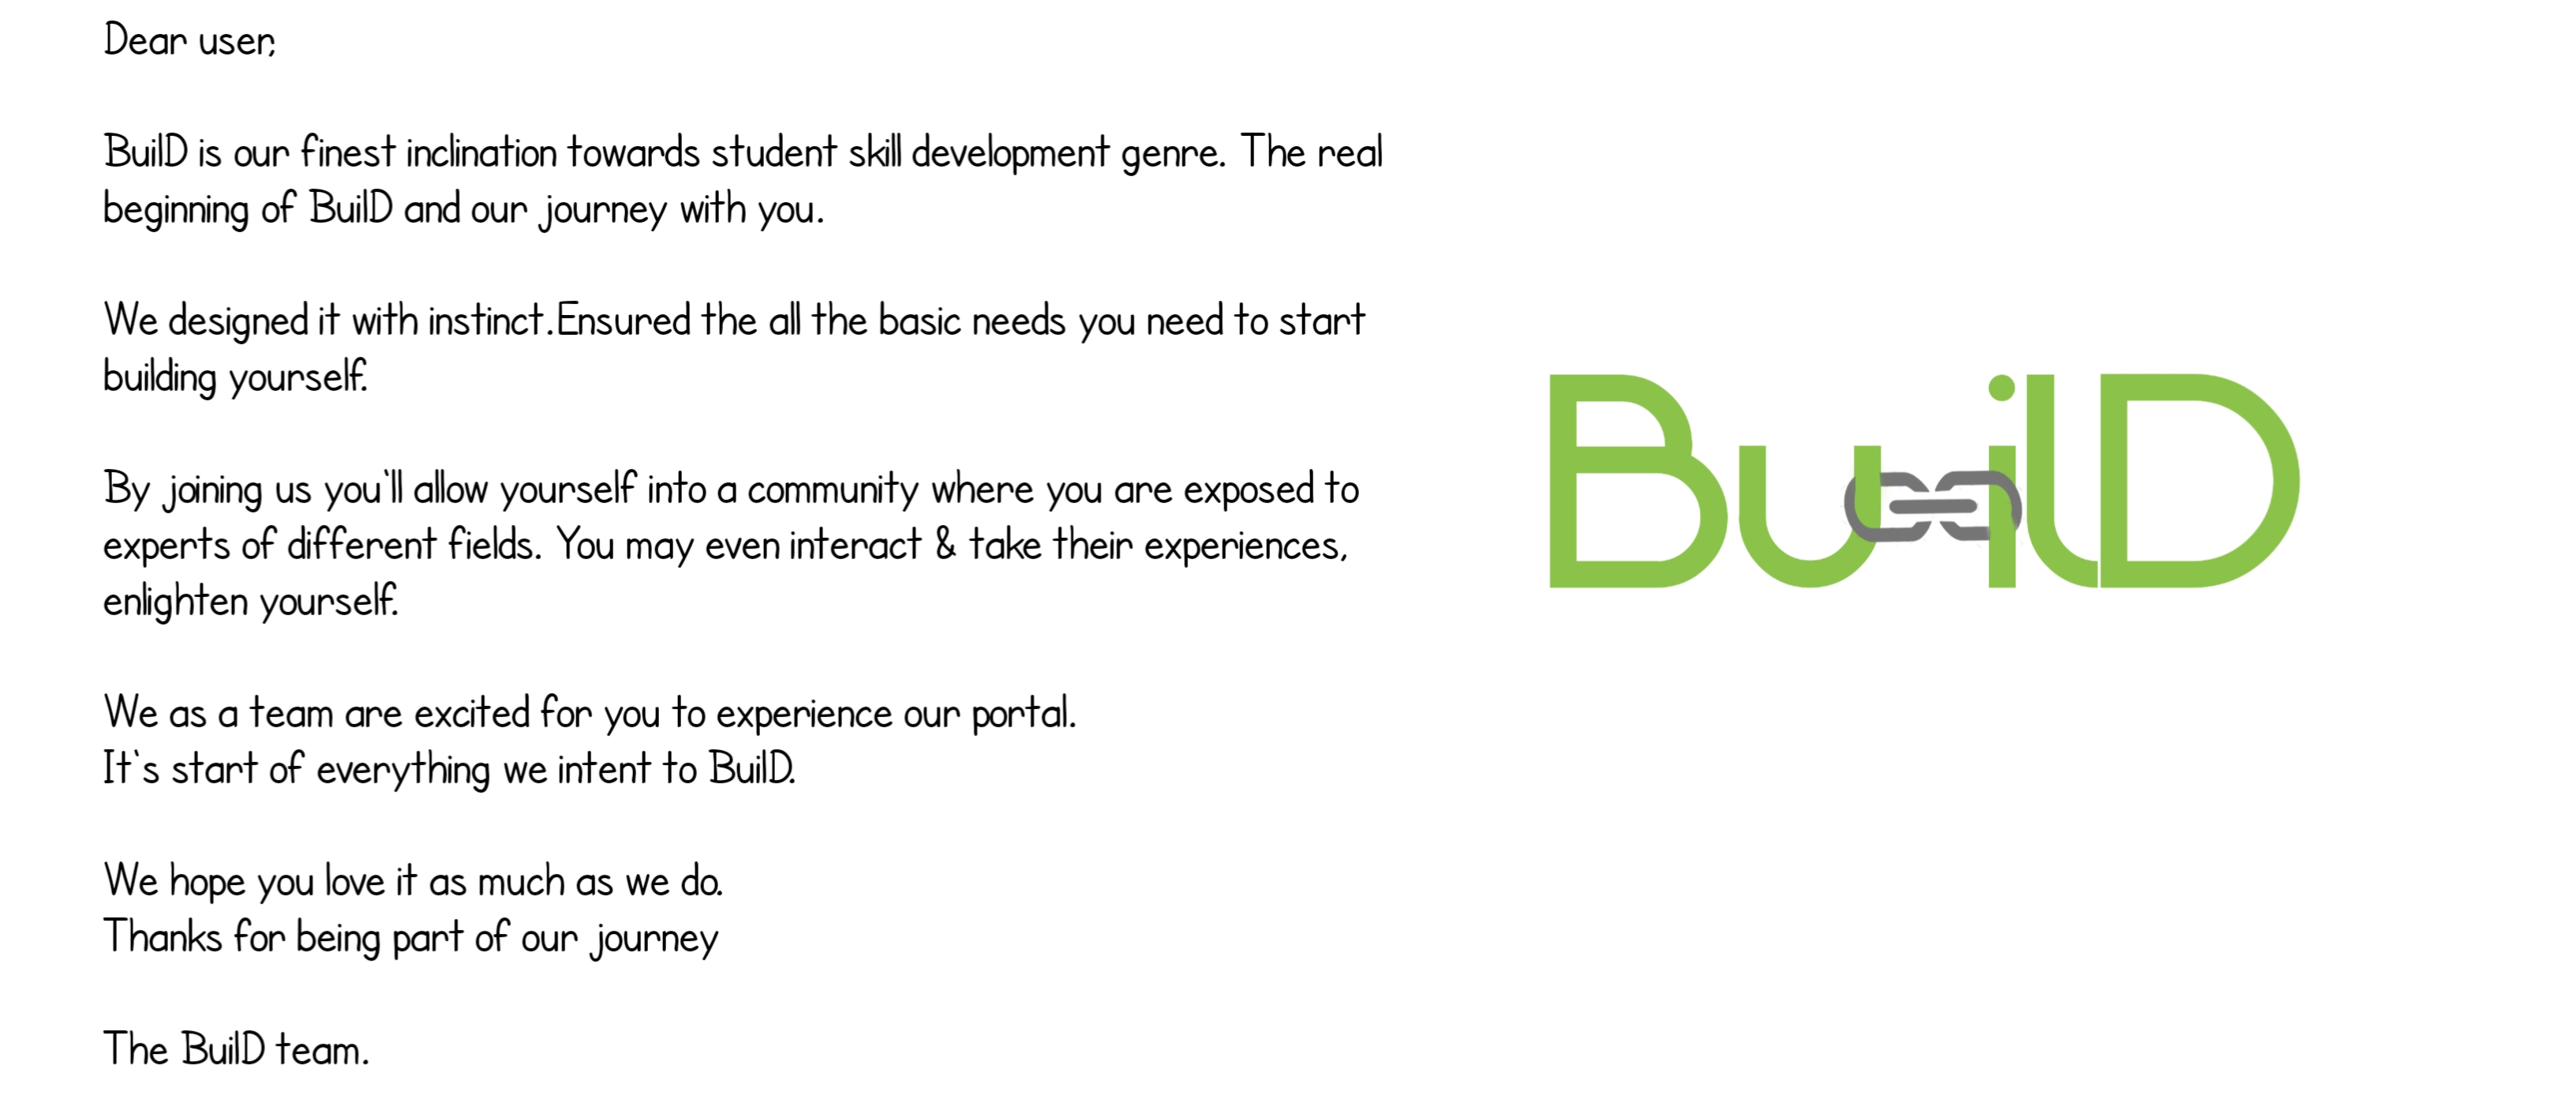 Dear user,
BuilD is our finest inclination towards student skill development genre. The real
beginning of BuilD and our journey with you.
We designed it with instinct.Ensured the all the basic needs you need to start
building yourself.
By joining us you`ll allow yourself into a community where you are exposed to
experts of different fields. You may even interact & take their experiences,
enlighten yourself.
We as a team are excited for you to experience our portal.
It`s start of everything we intent to BuilD.
We hope you love it as much as we do.
Thanks for being part of our journey
The BuilD team.
BuilD